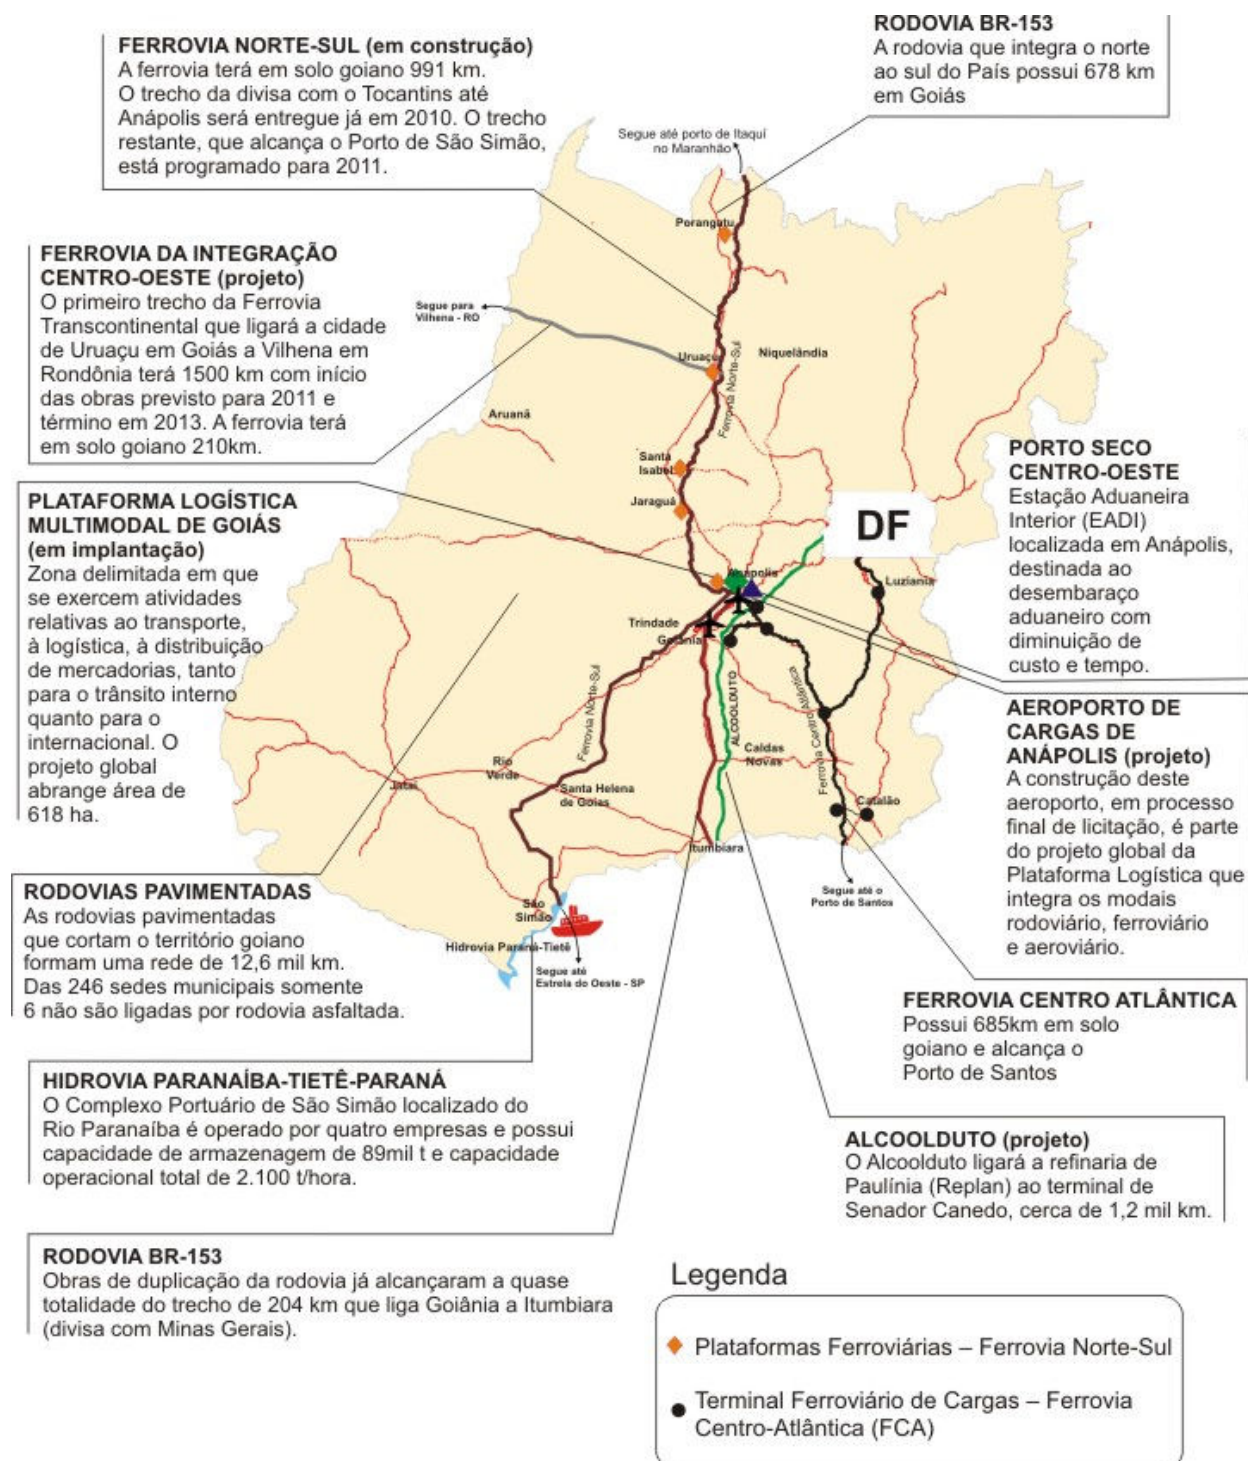 RODOVIA BR-153
A rodovia que integra o norte
ao sul do País possui 678 km
em Goiás
FERROVIA NORTE-SUL (em construção)
A ferrovia terá em solo goiano 991 km.
O trecho da divisa com o Tocantins até
Anápolis será entregue já em 2010. O trecho
restante, que alcança o Porto de São Simão,
está programado para 2011.
Segue até porto de Itaquí
no Maranhão
Porangatu
FERROVIA DA INTEGRAÇÃO
CENTRO-OESTE (projeto)
O primeiro trecho da Ferrovia
Transcontinental que ligará a cidade
de Uruaçu em Goiás a Vilhena em
Rondônia terá 1500 km com início
das obras previsto para 2011 e
término em 2013. A ferrovia terá
em solo goiano 210km.
Segue para
Vilhena - RO
Uruaçu
Niquelândia
Ferrovia Norte-Sul
Aruanã
Santa
Isabel
Jaraguá
DF
PORTO SECO
CENTRO-OESTE
Estação Aduaneira
Interior (EADI)
localizada em Anápolis,
destinada ao
desembaraço
aduaneiro com
diminuição de
custo e tempo.
PLATAFORMA LOGÍSTICA
MULTIMODAL DE GOIÁS
(em implantação)
Zona delimitada em que
se exercem atividades
relativas ao transporte,
à logística, à distribuição
de mercadorias, tanto
para o trânsito interno
quanto para o
internacional. O
projeto global
abrange área de
618 ha.
Anápolis
Luziania
Trindade
Goiânia
Ferrovia Norte-Sul
ALCOOLDUTO
Ferrovia Centro Atlântica
Caldas
Novas
Rio
Verde
Jataí
Santa Helena
de Goias
Catalão
Itumbiara
AEROPORTO DE
CARGAS DE
ANÁPOLIS (projeto)
A construção deste
aeroporto, em processo
final de licitação, é parte
do projeto global da
Plataforma Logística que
integra os modais
rodoviário, ferroviário
e aeroviário.
Segue até o
Porto de Santos
São
Simão
Hidrovia Paraná-Tietê
Segue até
Estrela do Oeste - SP
RODOVIAS PAVIMENTADAS
As rodovias pavimentadas
que cortam o território goiano
formam uma rede de 12,6 mil km.
Das 246 sedes municipais somente
6 não são ligadas por rodovia asfaltada.
FERROVIA CENTRO ATLÂNTICA
Possui 685km em solo
goiano e alcança o
Porto de Santos
HIDROVIA PARANAÍBA-TIETÊ-PARANÁ
O Complexo Portuário de São Simão localizado do
Rio Paranaíba é operado por quatro empresas e possui
capacidade de armazenagem de 89mil t e capacidade
operacional total de 2.100 t/hora.
ALCOOLDUTO (projeto)
O Alcoolduto ligará a refinaria de
Paulínia (Replan) ao terminal de
Senador Canedo, cerca de 1,2 mil km.
RODOVIA BR-153
Obras de duplicação da rodovia já alcançaram a quase
totalidade do trecho de 204 km que liga Goiânia a Itumbiara
(divisa com Minas Gerais).
Legenda
Plataformas Ferroviárias – Ferrovia Norte-Sul
Terminal Ferroviário de Cargas – Ferrovia
Centro-Atlântica (FCA)